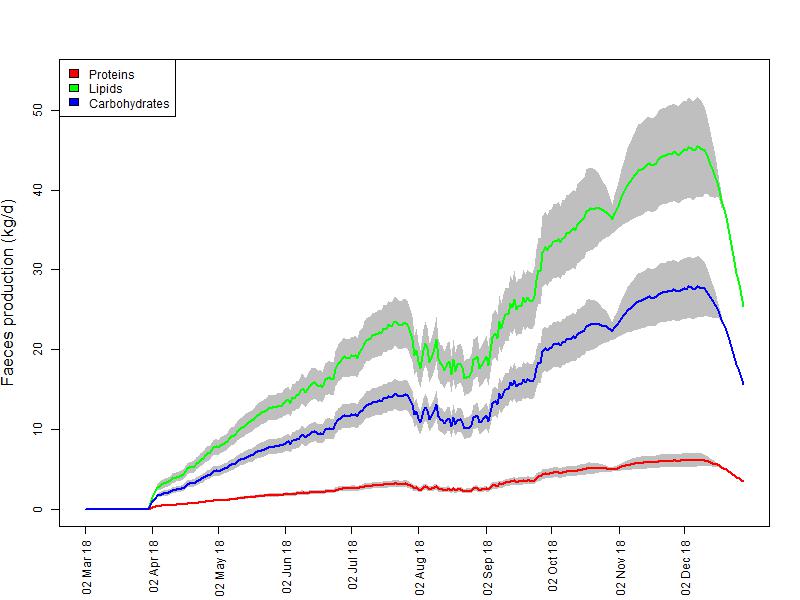 Proteins
Lipids
Carbohydrates
Faeces production (kg/d)
50
40
30
20
10
0
02 Mar 18
02 Apr 18
02 May 18
02 Jun 18
02 Jul 18
02 Aug 18
02 Sep 18
02 Oct 18
02 Nov 18
02 Dec 18